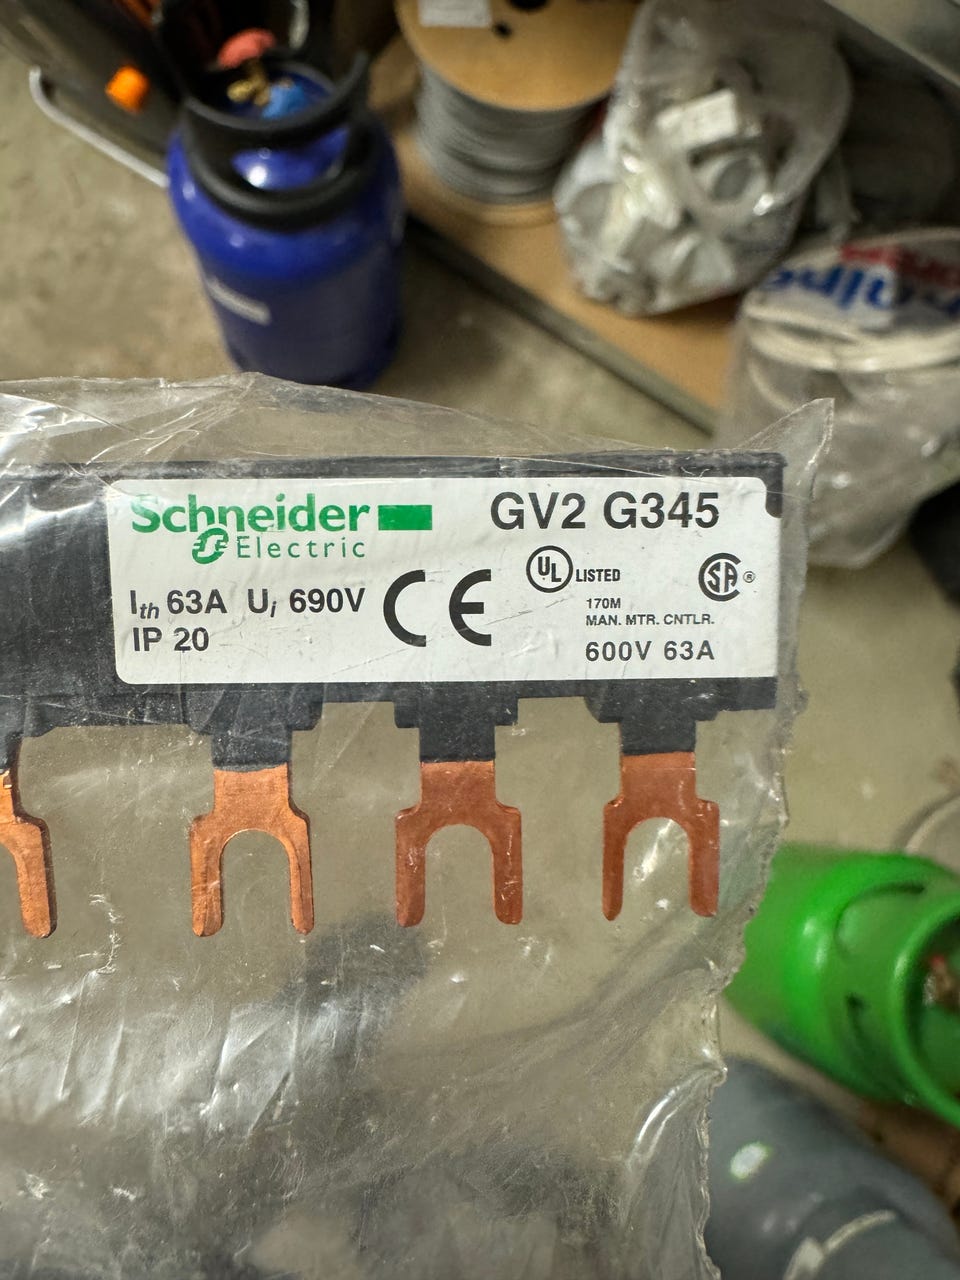 Schneider
Electric
GV2 G345
UL LISTED
SA ®
Ith 63A Ui 690V
IP 20
CE
170M
MAN. MTR. CNTLR.
600V 63A